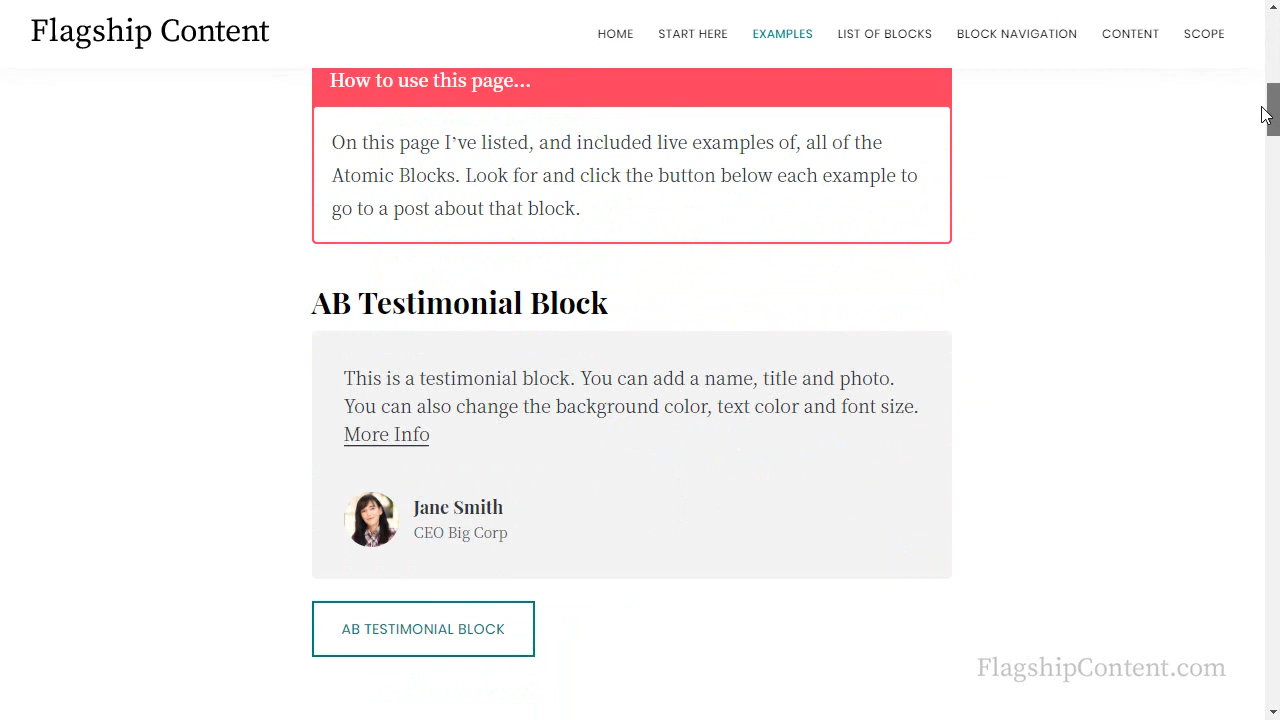 Flagship Content
HOME START HERE EXAMPLES LIST OF BLOCKS BLOCK NAVIGATION CONTENT SCOPE
How to use this page...
On this page I’ve listed, and included live examples of, all of the
Atomic Blocks. Look for and click the button below each example to
go to a post about that block.
AB Testimonial Block
This is a testimonial block. You can add a name, title and photo.
You can also change the background color, text color and font size.
More Info
Jane Smith
CEO Big Corp
AB TESTIMONIAL BLOCK
FlagshipContent.com